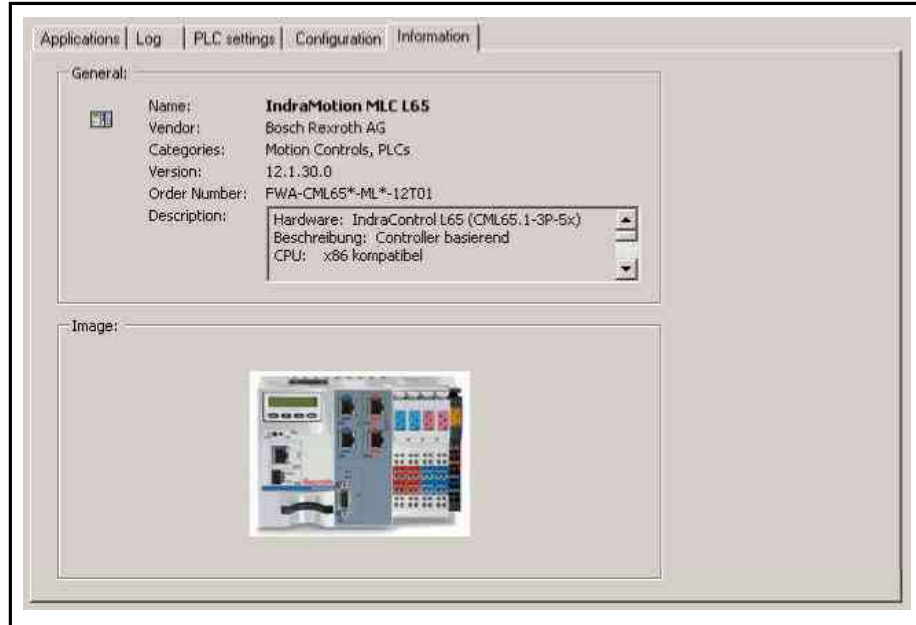 Applications Log PLC settings Configuration Information
General:
Name: IndraMotion MLC L65
Vendor: Bosch Rexroth AG
Categories: Motion Controls, PLCs
Version: 12.1.30.0
Order Number: FWA-CML65*-ML*-12T01
Description: Hardware: IndraControl L65 (CML65.1-3P-5x)
Beschreibung: Controller basierend
CPU: x86 kompatibel
Image: